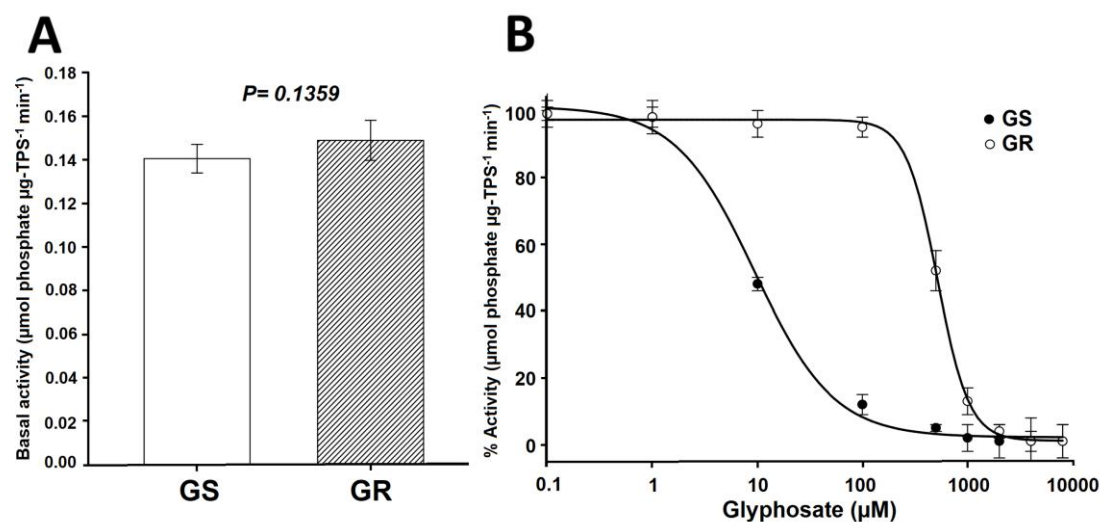 A
Basal activity (µmol phosphate µg-TPS⁻¹ min⁻¹)
0.18
0.16
0.14
0.12
0.10
0.08
0.06
0.04
0.02
0.00
P= 0.1359
GS
GR
B
% Activity (µmol phosphate µg-TPS⁻¹ min⁻¹)
100
80
60
40
20
0
GS
GR
0.1 1 10 100 1000 10000
Glyphosate (µM)